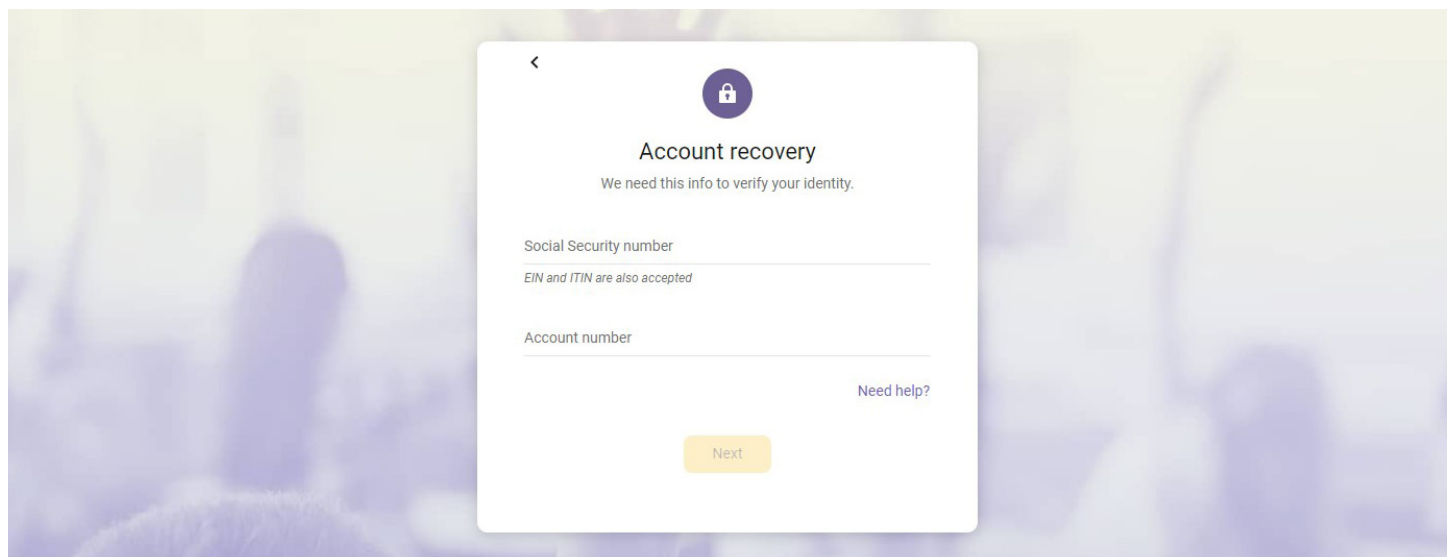 Account recovery
We need this info to verify your identity.
Social Security number
EIN and ITIN are also accepted
Account number
Need help?
Next